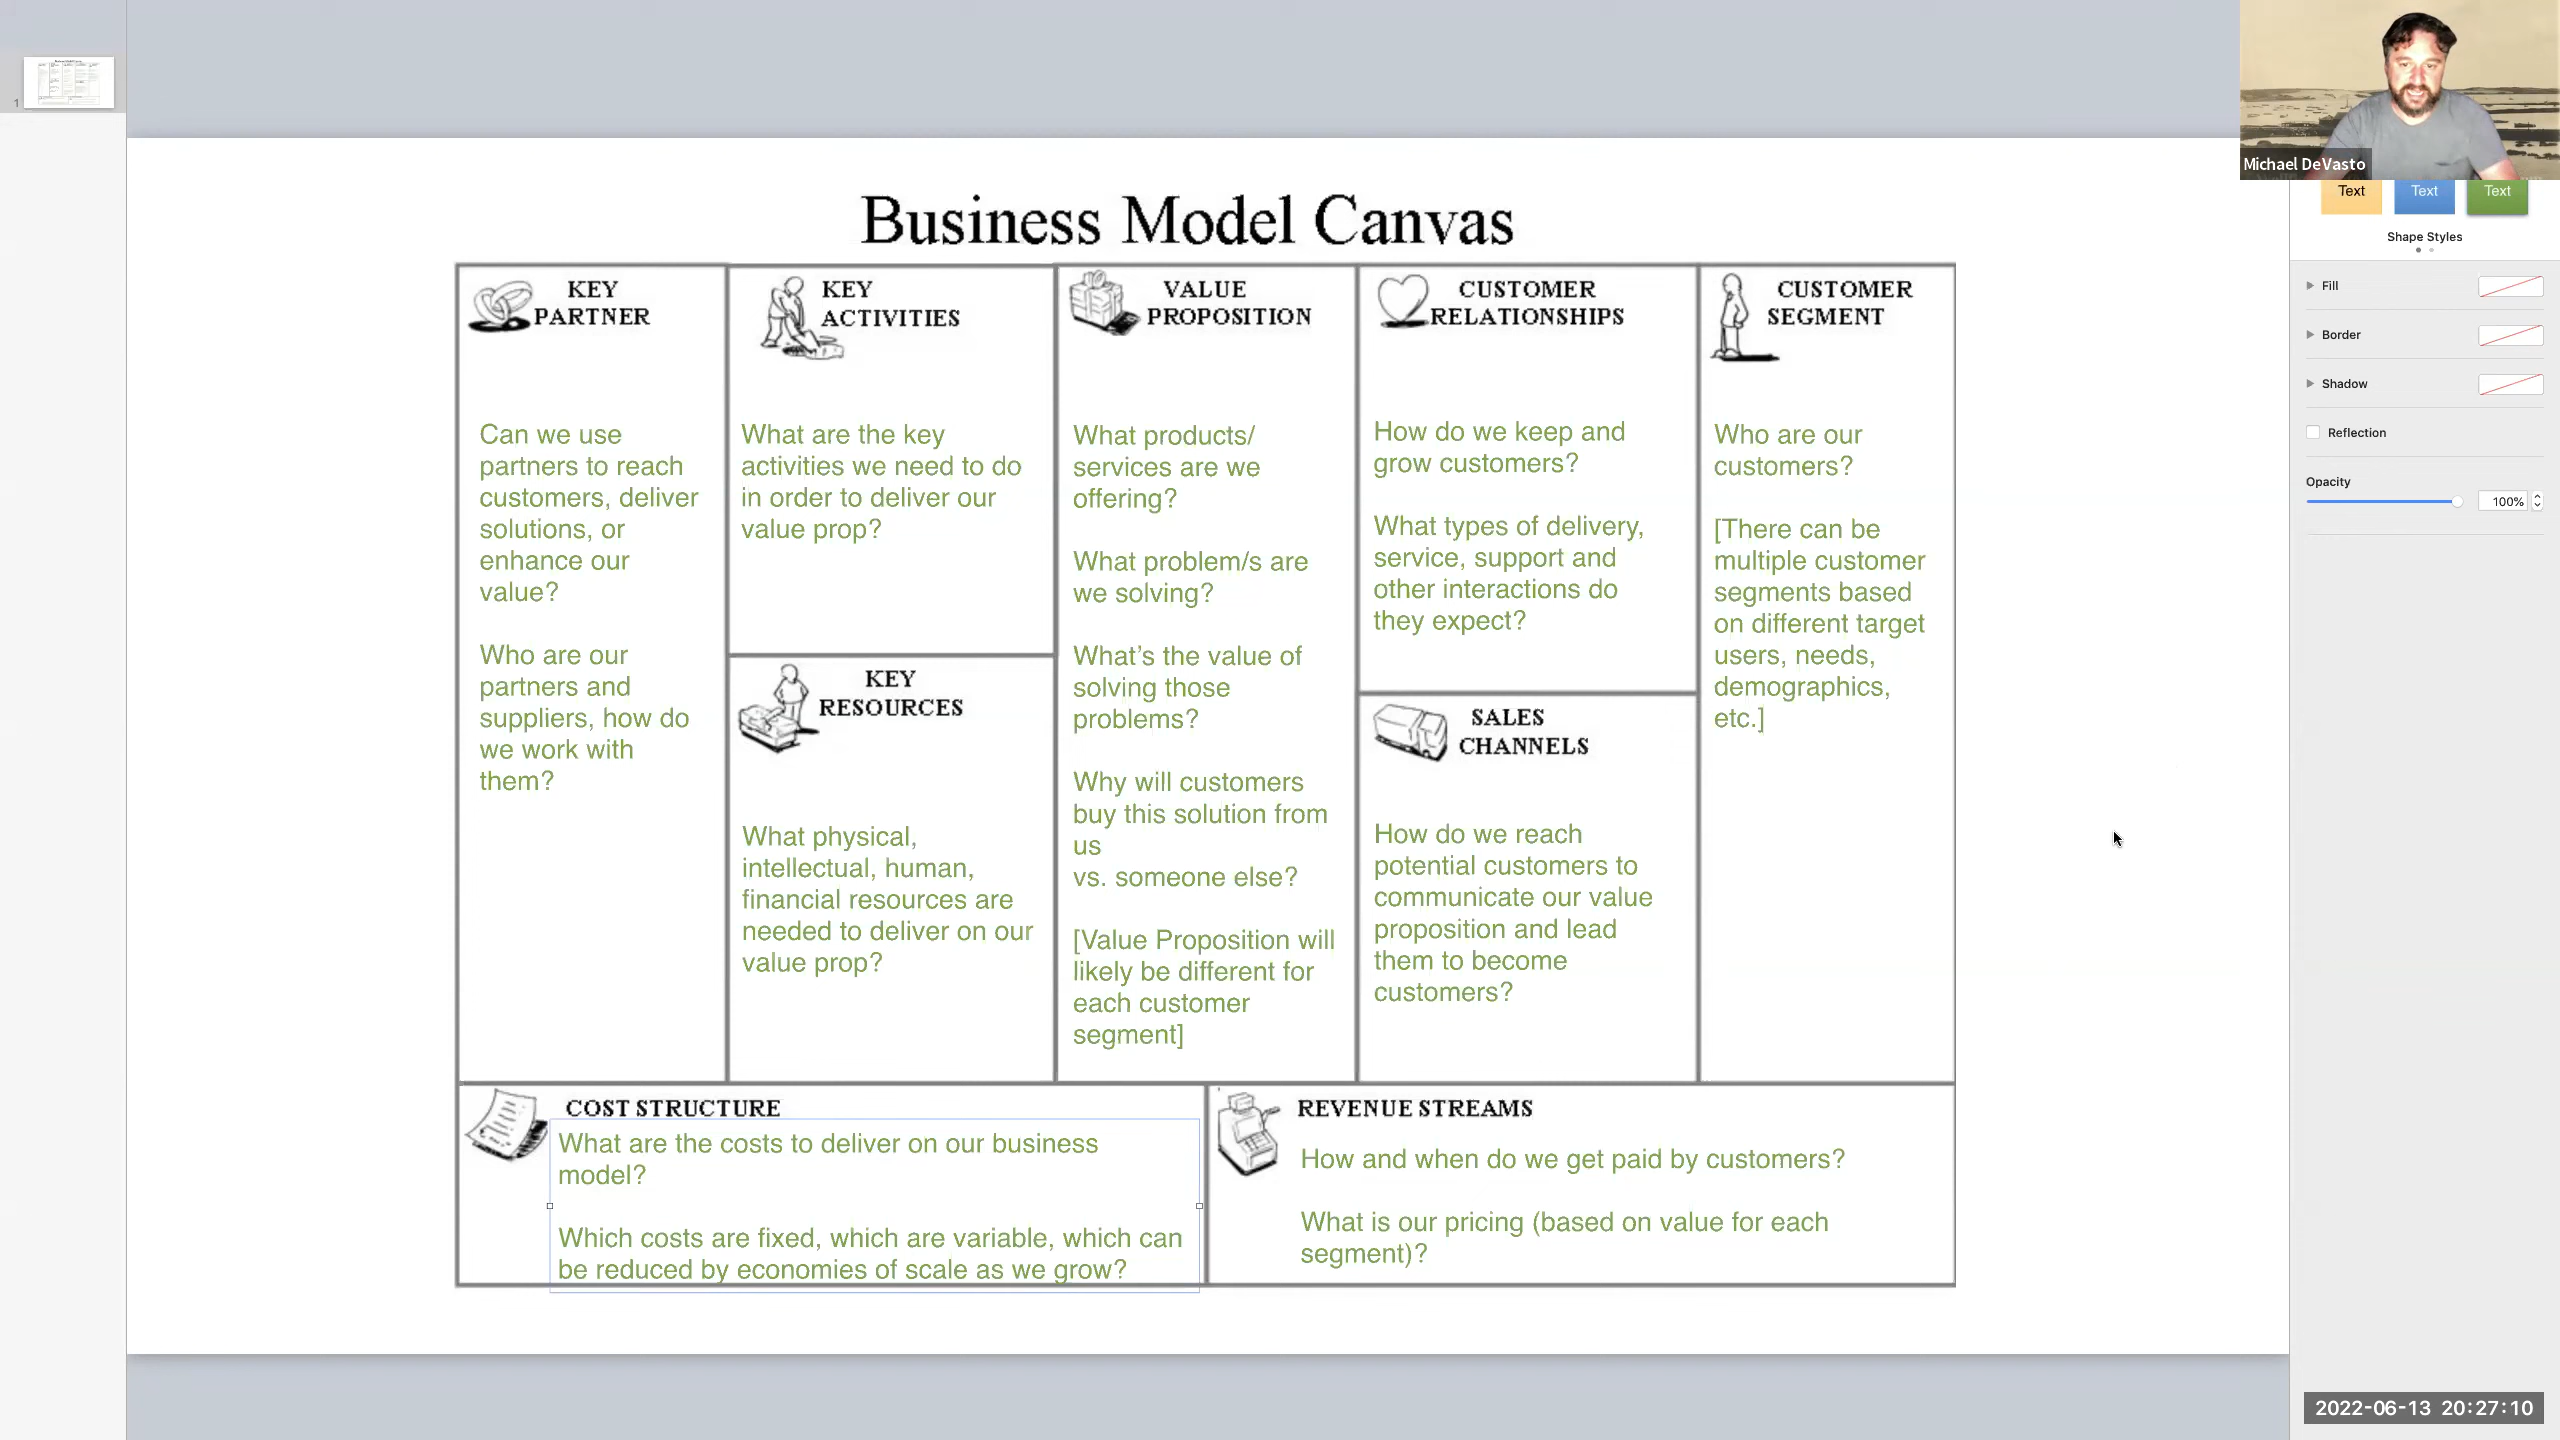 1
Business Model Canvas
KEY
PARTNER
Can we use
partners to reach
customers, deliver
solutions, or
enhance our
value?
Who are our
partners and
suppliers, how do
we work with
them?
KEY
ACTIVITIES
What are the key
activities we need to do
in order to deliver our
value prop?
KEY
RESOURCES
What physical,
intellectual, human,
financial resources are
needed to deliver on our
value prop?
VALUE
PROPOSITION
What products/
services are we
offering?
What problem/s are
we solving?
What’s the value of
solving those
problems?
Why will customers
buy this solution from
us
vs. someone else?
[Value Proposition will
likely be different for
each customer
segment]
CUSTOMER
RELATIONSHIPS
How do we keep and
grow customers?
What types of delivery,
service, support and
other interactions do
they expect?
SALES
CHANNELS
How do we reach
potential customers to
communicate our value
proposition and lead
them to become
customers?
CUSTOMER
SEGMENT
Who are our
customers?
[There can be
multiple customer
segments based
on different target
users, needs,
demographics,
etc.]
COST STRUCTURE
What are the costs to deliver on our business
model?
Which costs are fixed, which are variable, which can
be reduced by economies of scale as we grow?
REVENUE STREAMS
How and when do we get paid by customers?
What is our pricing (based on value for each
segment)?
Michael DeVasto
Text Text Text
Shape Styles
Fill
Border
Shadow
Reflection
Opacity
100%
2022-06-13 20:27:10